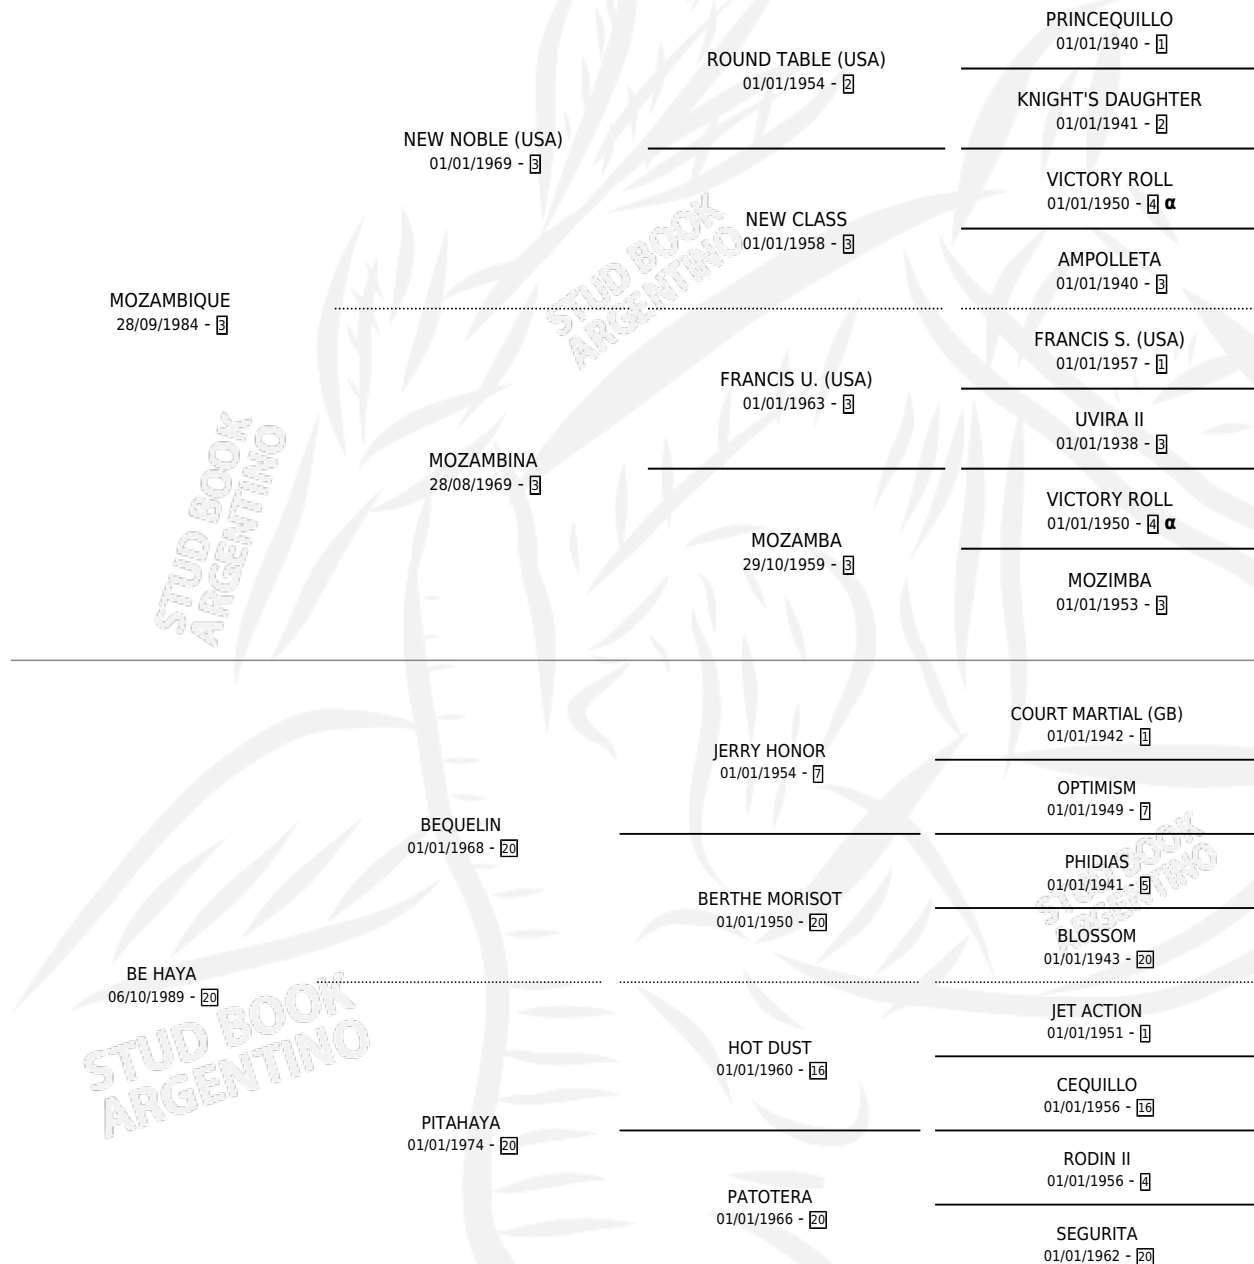 PRINCEQUILLO
01/01/1940 - 1
ROUND TABLE (USA)
01/01/1954 - 2
KNIGHT'S DAUGHTER
01/01/1941 - 2
NEW NOBLE (USA)
01/01/1969 - 3
VICTORY ROLL
01/01/1950 - 4 α
NEW CLASS
01/01/1958 - 3
AMPOLLETA
01/01/1940 - 3
STUD BOOK
ARGENTINO
MOZAMBIQUE
28/09/1984 - 3
FRANCIS S. (USA)
01/01/1957 - 1
FRANCIS U. (USA)
01/01/1963 - 3
UVIRA II
01/01/1938 - 3
MOZAMBINA
28/08/1969 - 3
VICTORY ROLL
01/01/1950 - 4 α
MOZAMBA
29/10/1959 - 3
MOZIMBA
01/01/1953 - 3
STUD BOOK
ARGENTINO
COURT MARTIAL (GB)
01/01/1942 - 1
JERRY HONOR
01/01/1954 - 7
OPTIMISM
01/01/1949 - 7
BEQUELIN
01/01/1968 - 20
PHIDIAS
01/01/1941 - 5
BERTHE MORISOT
01/01/1950 - 20
BLOSSOM
01/01/1943 - 20
STUD BOOK
ARGENTINO
BE HAYA
06/10/1989 - 20
JET ACTION
01/01/1951 - 1
HOT DUST
01/01/1960 - 16
CEQUILLO
01/01/1956 - 16
STUD BOOK
ARGENTINO
PITAHAYA
01/01/1974 - 20
RODIN II
01/01/1956 - 4
PATOTERA
01/01/1966 - 20
SEGURITA
01/01/1962 - 20